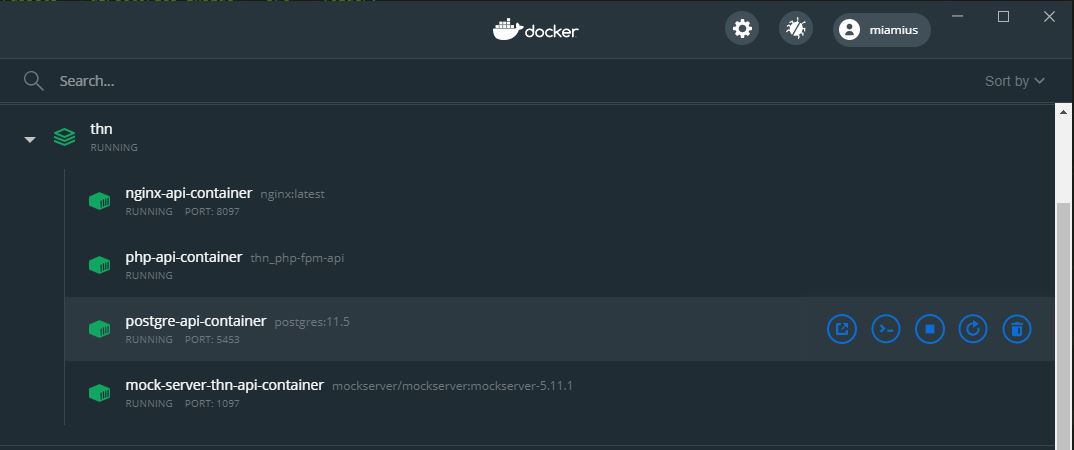 docker
miamius
Search...
Sort by
thn
RUNNING
nginx-api-container nginx:latest
RUNNING PORT: 8097
php-api-container thn_php-fpm-api
RUNNING
postgre-api-container postgres:11.5
RUNNING PORT: 5453
mock-server-thn-api-container mockserver/mockserver:mockserver-5.11.1
RUNNING PORT: 1097